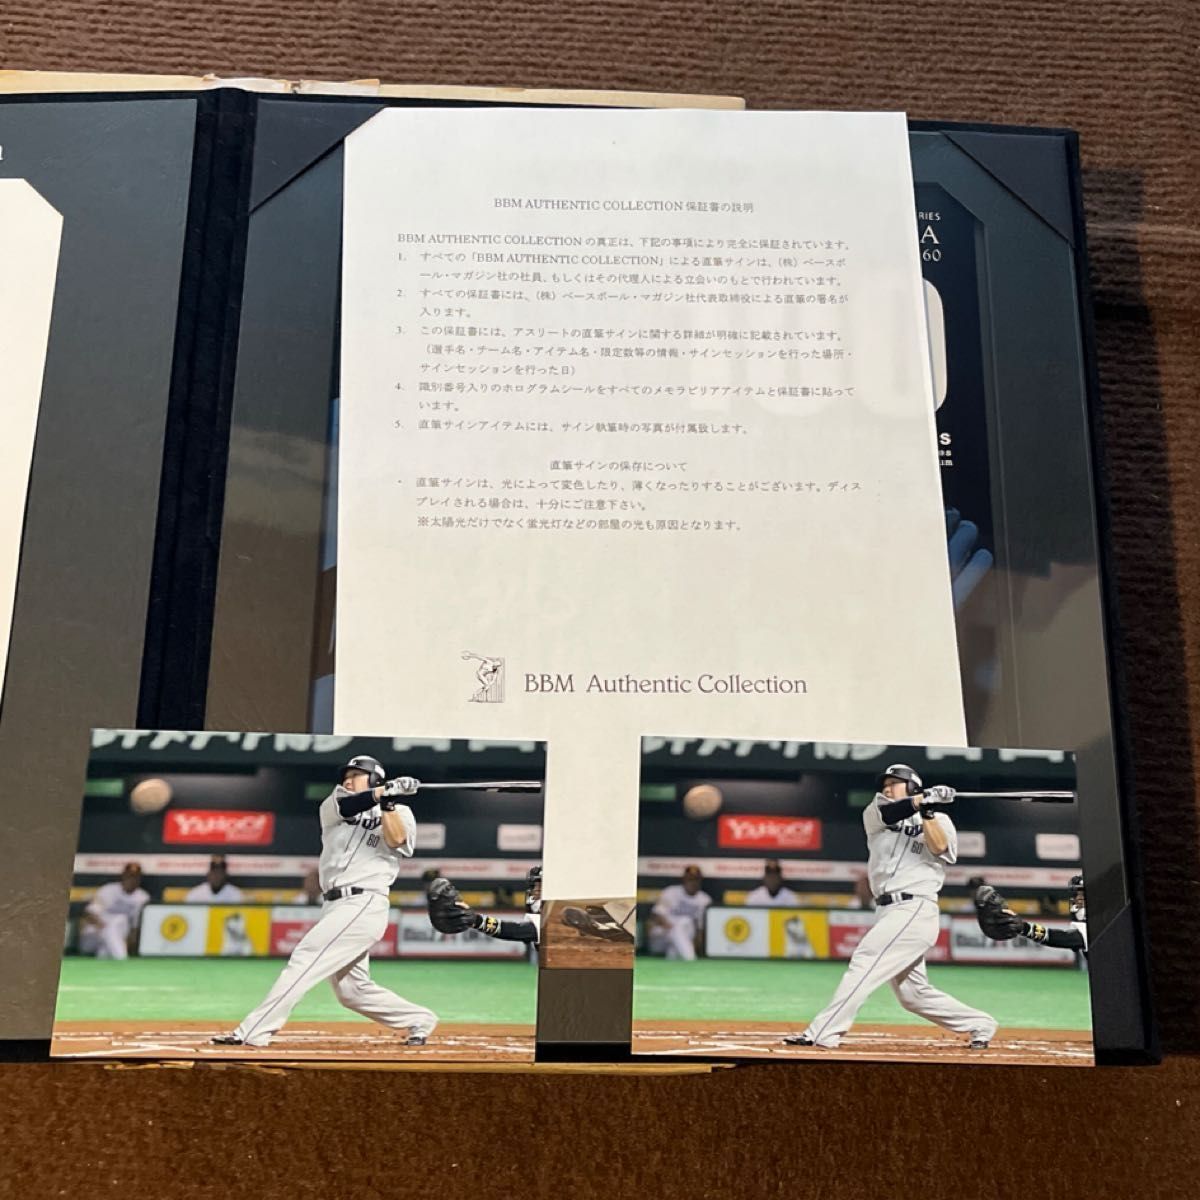 BBM AUTHENTIC COLLECTION 保証書の説明
BBM AUTHENTIC COLLECTION の真正は、下記の事項により完全に保証されています。
1. すべての「BBM AUTHENTIC COLLECTION」による直筆サインは、(株) ベースボ
ール・マガジン社の社員、もしくはその代理人による立会いのもとで行われています。
2. すべての保証書には、(株) ベースボール・マガジン社代表取締役による直筆の署名が
入ります。
3. この保証書には、アスリートの直筆サインに関する詳細が明確に記載されています。
（選手名・チーム名・アイテム名・限定数等の情報・サインセッションを行った場所・
サインセッションを行った日）
4. 識別番号入りのホログラムシールをすべてのメモラビリアアイテムと保証書に貼って
います。
5. 直筆サインアイテムには、サイン執筆時の写真が付属致します。
直筆サインの保存について
・ 直筆サインは、光によって変色したり、薄くなったりすることがございます。ディス
プレイされる場合は、十分にご注意下さい。
※太陽光だけでなく蛍光灯などの部屋の光も原因となります。
BBM Authentic Collection
RIES
A
60
s
as
um
YAHOO!
60
YAHOO!
60